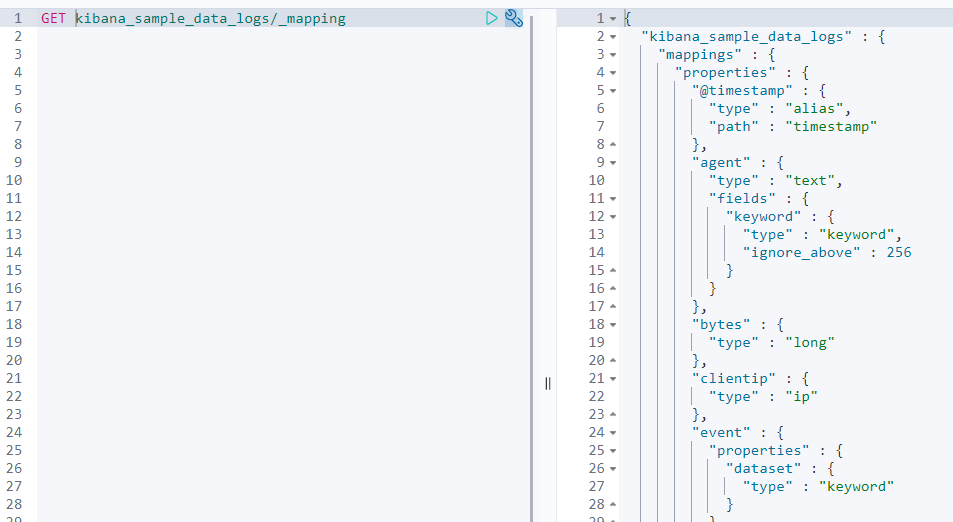 1 GET kibana_sample_data_logs/_mapping
2
3
4
5
6
7
8
9
10
11
12
13
14
15
16
17
18
19
20
21
22
23
24
25
26
27
28
29
1 {
2 "kibana_sample_data_logs" : {
3 "mappings" : {
4 "properties" : {
5 "@timestamp" : {
6 "type" : "alias",
7 "path" : "timestamp"
8 },
9 "agent" : {
10 "type" : "text",
11 "fields" : {
12 "keyword" : {
13 "type" : "keyword",
14 "ignore_above" : 256
15 }
16 }
17 },
18 "bytes" : {
19 "type" : "long"
20 },
21 "clientip" : {
22 "type" : "ip"
23 },
24 "event" : {
25 "properties" : {
26 "dataset" : {
27 "type" : "keyword"
28 }
29 }